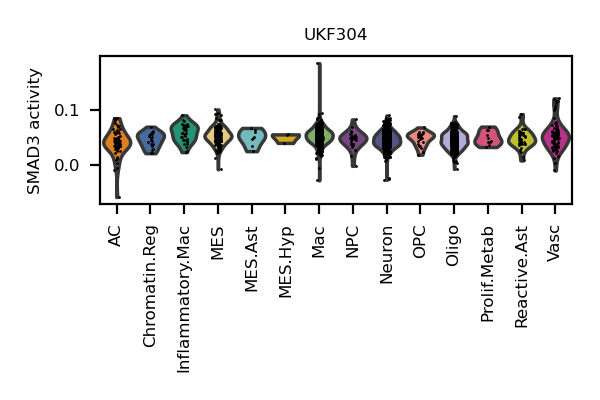 UKF304
SMAD3 activity
0.1
0.0
AC
Chromatin.Reg
Inflammatory.Mac
MES
MES.Ast
MES.Hyp
Mac
NPC
Neuron
OPC
Oligo
Prolif.Metab
Reactive.Ast
Vasc